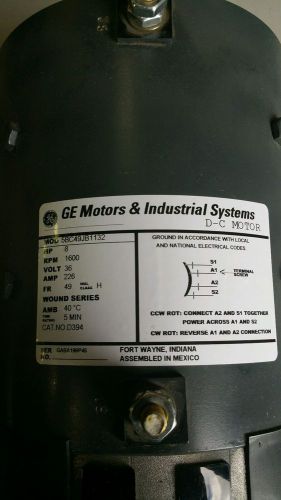 GE Motors & Industrial Systems
D-C MOTOR
MOD 5BC49JB1132
HP 8
RPM 1600
VOLT 36
AMP 226
FR 49 INSL CLASS H
WOUND SERIES
AMB 40 °C
TIME RATING 5 MIN
CAT.NO.D394
GROUND IN ACCORDANCE WITH LOCAL
AND NATIONAL ELECTRICAL CODES.
S1
A1 TERMINAL SCREW
A2
S2
CCW ROT: CONNECT A2 AND S1 TOGETHER
POWER ACROSS A1 AND S2
CW ROT: REVERSE A1 AND A2 CONNECTION
SER. NO.
FORT WAYNE, INDIANA
ASSEMBLED IN MEXICO